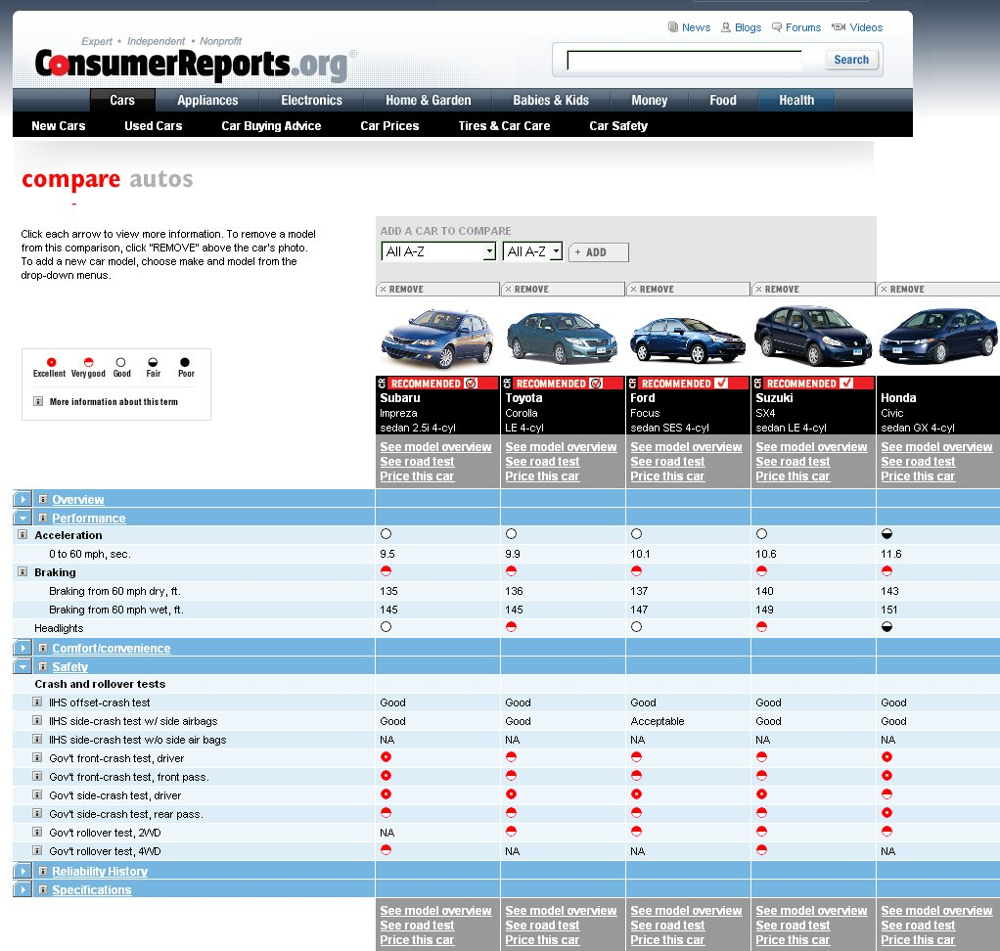 News Blogs Forums Videos
Expert • Independent • Nonprofit
ConsumerReports.org®
Search
Cars Appliances Electronics Home & Garden Babies & Kids Money Food Health
New Cars Used Cars Car Buying Advice Car Prices Tires & Car Care Car Safety
compare autos
Click each arrow to view more information. To remove a model
from this comparison, click "REMOVE" above the car's photo.
To add a new car model, choose make and model from the
drop-down menus.
ADD A CAR TO COMPARE
All A-Z All A-Z + ADD
× REMOVE × REMOVE × REMOVE × REMOVE × REMOVE
Excellent Very good Good Fair Poor
More information about this term
CR RECOMMENDED CR RECOMMENDED CR RECOMMENDED CR RECOMMENDED
Subaru Toyota Ford Suzuki Honda
Impreza Corolla Focus SX4 Civic
sedan 2.5i 4-cyl LE 4-cyl sedan SES 4-cyl sedan LE 4-cyl sedan GX 4-cyl
See model overview See model overview See model overview See model overview See model overview
See road test See road test See road test See road test See road test
Price this car Price this car Price this car Price this car Price this car
Overview
Performance
Acceleration
0 to 60 mph, sec. 9.5 9.9 10.1 10.6 11.6
Braking
Braking from 60 mph dry, ft. 135 136 137 140 143
Braking from 60 mph wet, ft. 145 145 147 149 151
Headlights
Comfort/convenience
Safety
Crash and rollover tests
IIHS offset-crash test Good Good Good Good Good
IIHS side-crash test w/ side airbags Good Good Acceptable Good Good
IIHS side-crash test w/o side air bags NA NA NA NA NA
Gov't front-crash test, driver
Gov't front-crash test, front pass.
Gov't side-crash test, driver
Gov't side-crash test, rear pass.
Gov't rollover test, 2WD NA
Gov't rollover test, 4WD NA NA NA
Reliability History
Specifications
See model overview See model overview See model overview See model overview See model overview
See road test See road test See road test See road test See road test
Price this car Price this car Price this car Price this car Price this car